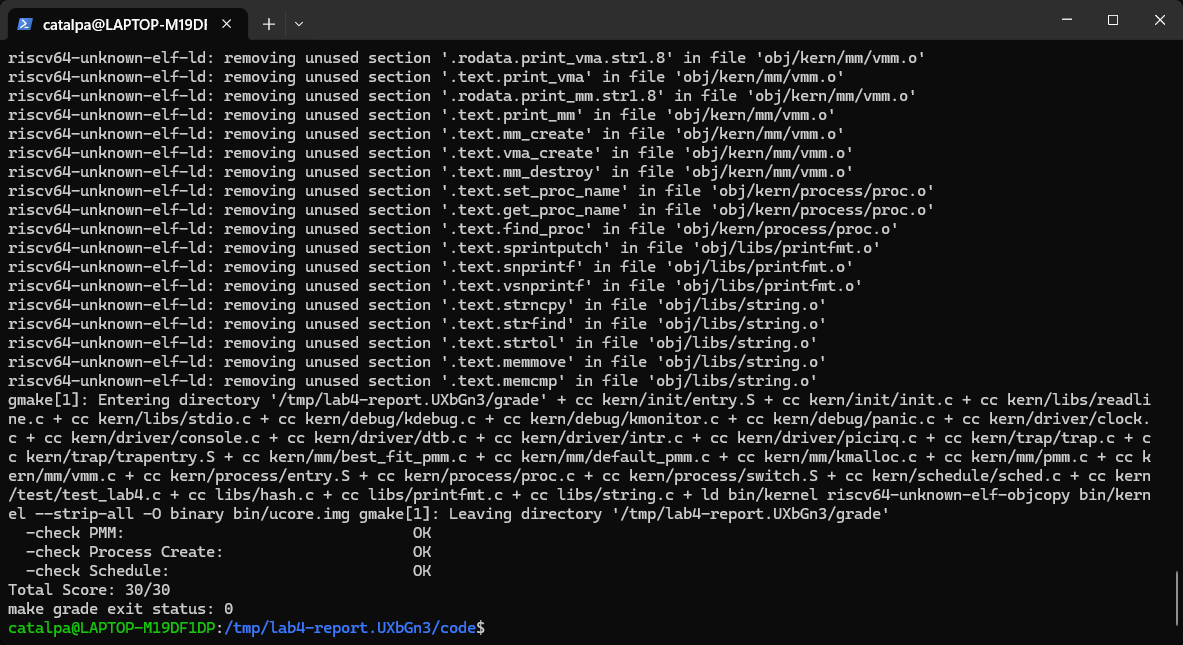 catalpa@LAPTOP-M19DF
riscv64-unknown-elf-ld: removing unused section '.rodata.print_vma.str1.8' in file 'obj/kern/mm/vmm.o'
riscv64-unknown-elf-ld: removing unused section '.text.print_vma' in file 'obj/kern/mm/vmm.o'
riscv64-unknown-elf-ld: removing unused section '.rodata.print_mm.str1.8' in file 'obj/kern/mm/vmm.o'
riscv64-unknown-elf-ld: removing unused section '.text.print_mm' in file 'obj/kern/mm/vmm.o'
riscv64-unknown-elf-ld: removing unused section '.text.mm_create' in file 'obj/kern/mm/vmm.o'
riscv64-unknown-elf-ld: removing unused section '.text.vma_create' in file 'obj/kern/mm/vmm.o'
riscv64-unknown-elf-ld: removing unused section '.text.mm_destroy' in file 'obj/kern/mm/vmm.o'
riscv64-unknown-elf-ld: removing unused section '.text.set_proc_name' in file 'obj/kern/process/proc.o'
riscv64-unknown-elf-ld: removing unused section '.text.get_proc_name' in file 'obj/kern/process/proc.o'
riscv64-unknown-elf-ld: removing unused section '.text.find_proc' in file 'obj/kern/process/proc.o'
riscv64-unknown-elf-ld: removing unused section '.text.sprintputch' in file 'obj/libs/printfmt.o'
riscv64-unknown-elf-ld: removing unused section '.text.snprintf' in file 'obj/libs/printfmt.o'
riscv64-unknown-elf-ld: removing unused section '.text.vsnprintf' in file 'obj/libs/printfmt.o'
riscv64-unknown-elf-ld: removing unused section '.text.strncpy' in file 'obj/libs/string.o'
riscv64-unknown-elf-ld: removing unused section '.text.strfind' in file 'obj/libs/string.o'
riscv64-unknown-elf-ld: removing unused section '.text.strtol' in file 'obj/libs/string.o'
riscv64-unknown-elf-ld: removing unused section '.text.memmove' in file 'obj/libs/string.o'
riscv64-unknown-elf-ld: removing unused section '.text.memcmp' in file 'obj/libs/string.o'
gmake[1]: Entering directory '/tmp/lab4-report.UXbGn3/grade' + cc kern/init/entry.S + cc kern/init/init.c + cc kern/libs/readli
ne.c + cc kern/libs/stdio.c + cc kern/debug/kdebug.c + cc kern/debug/kmonitor.c + cc kern/debug/panic.c + cc kern/driver/clock.
c + cc kern/driver/console.c + cc kern/driver/dtb.c + cc kern/driver/intr.c + cc kern/driver/picirq.c + cc kern/trap/trap.c + c
c kern/trap/trapentry.S + cc kern/mm/best_fit_pmm.c + cc kern/mm/default_pmm.c + cc kern/mm/kmalloc.c + cc kern/mm/pmm.c + cc k
ern/mm/vmm.c + cc kern/process/entry.S + cc kern/process/proc.c + cc kern/process/switch.S + cc kern/schedule/sched.c + cc kern
/test/test_lab4.c + cc libs/hash.c + cc libs/printfmt.c + cc libs/string.c + ld bin/kernel riscv64-unknown-elf-objcopy bin/kern
el --strip-all -O binary bin/ucore.img gmake[1]: Leaving directory '/tmp/lab4-report.UXbGn3/grade'
  -check PMM:                                OK
  -check Process Create:                     OK
  -check Schedule:                           OK
Total Score: 30/30
make grade exit status: 0
catalpa@LAPTOP-M19DF1DP:/tmp/lab4-report.UXbGn3/code$